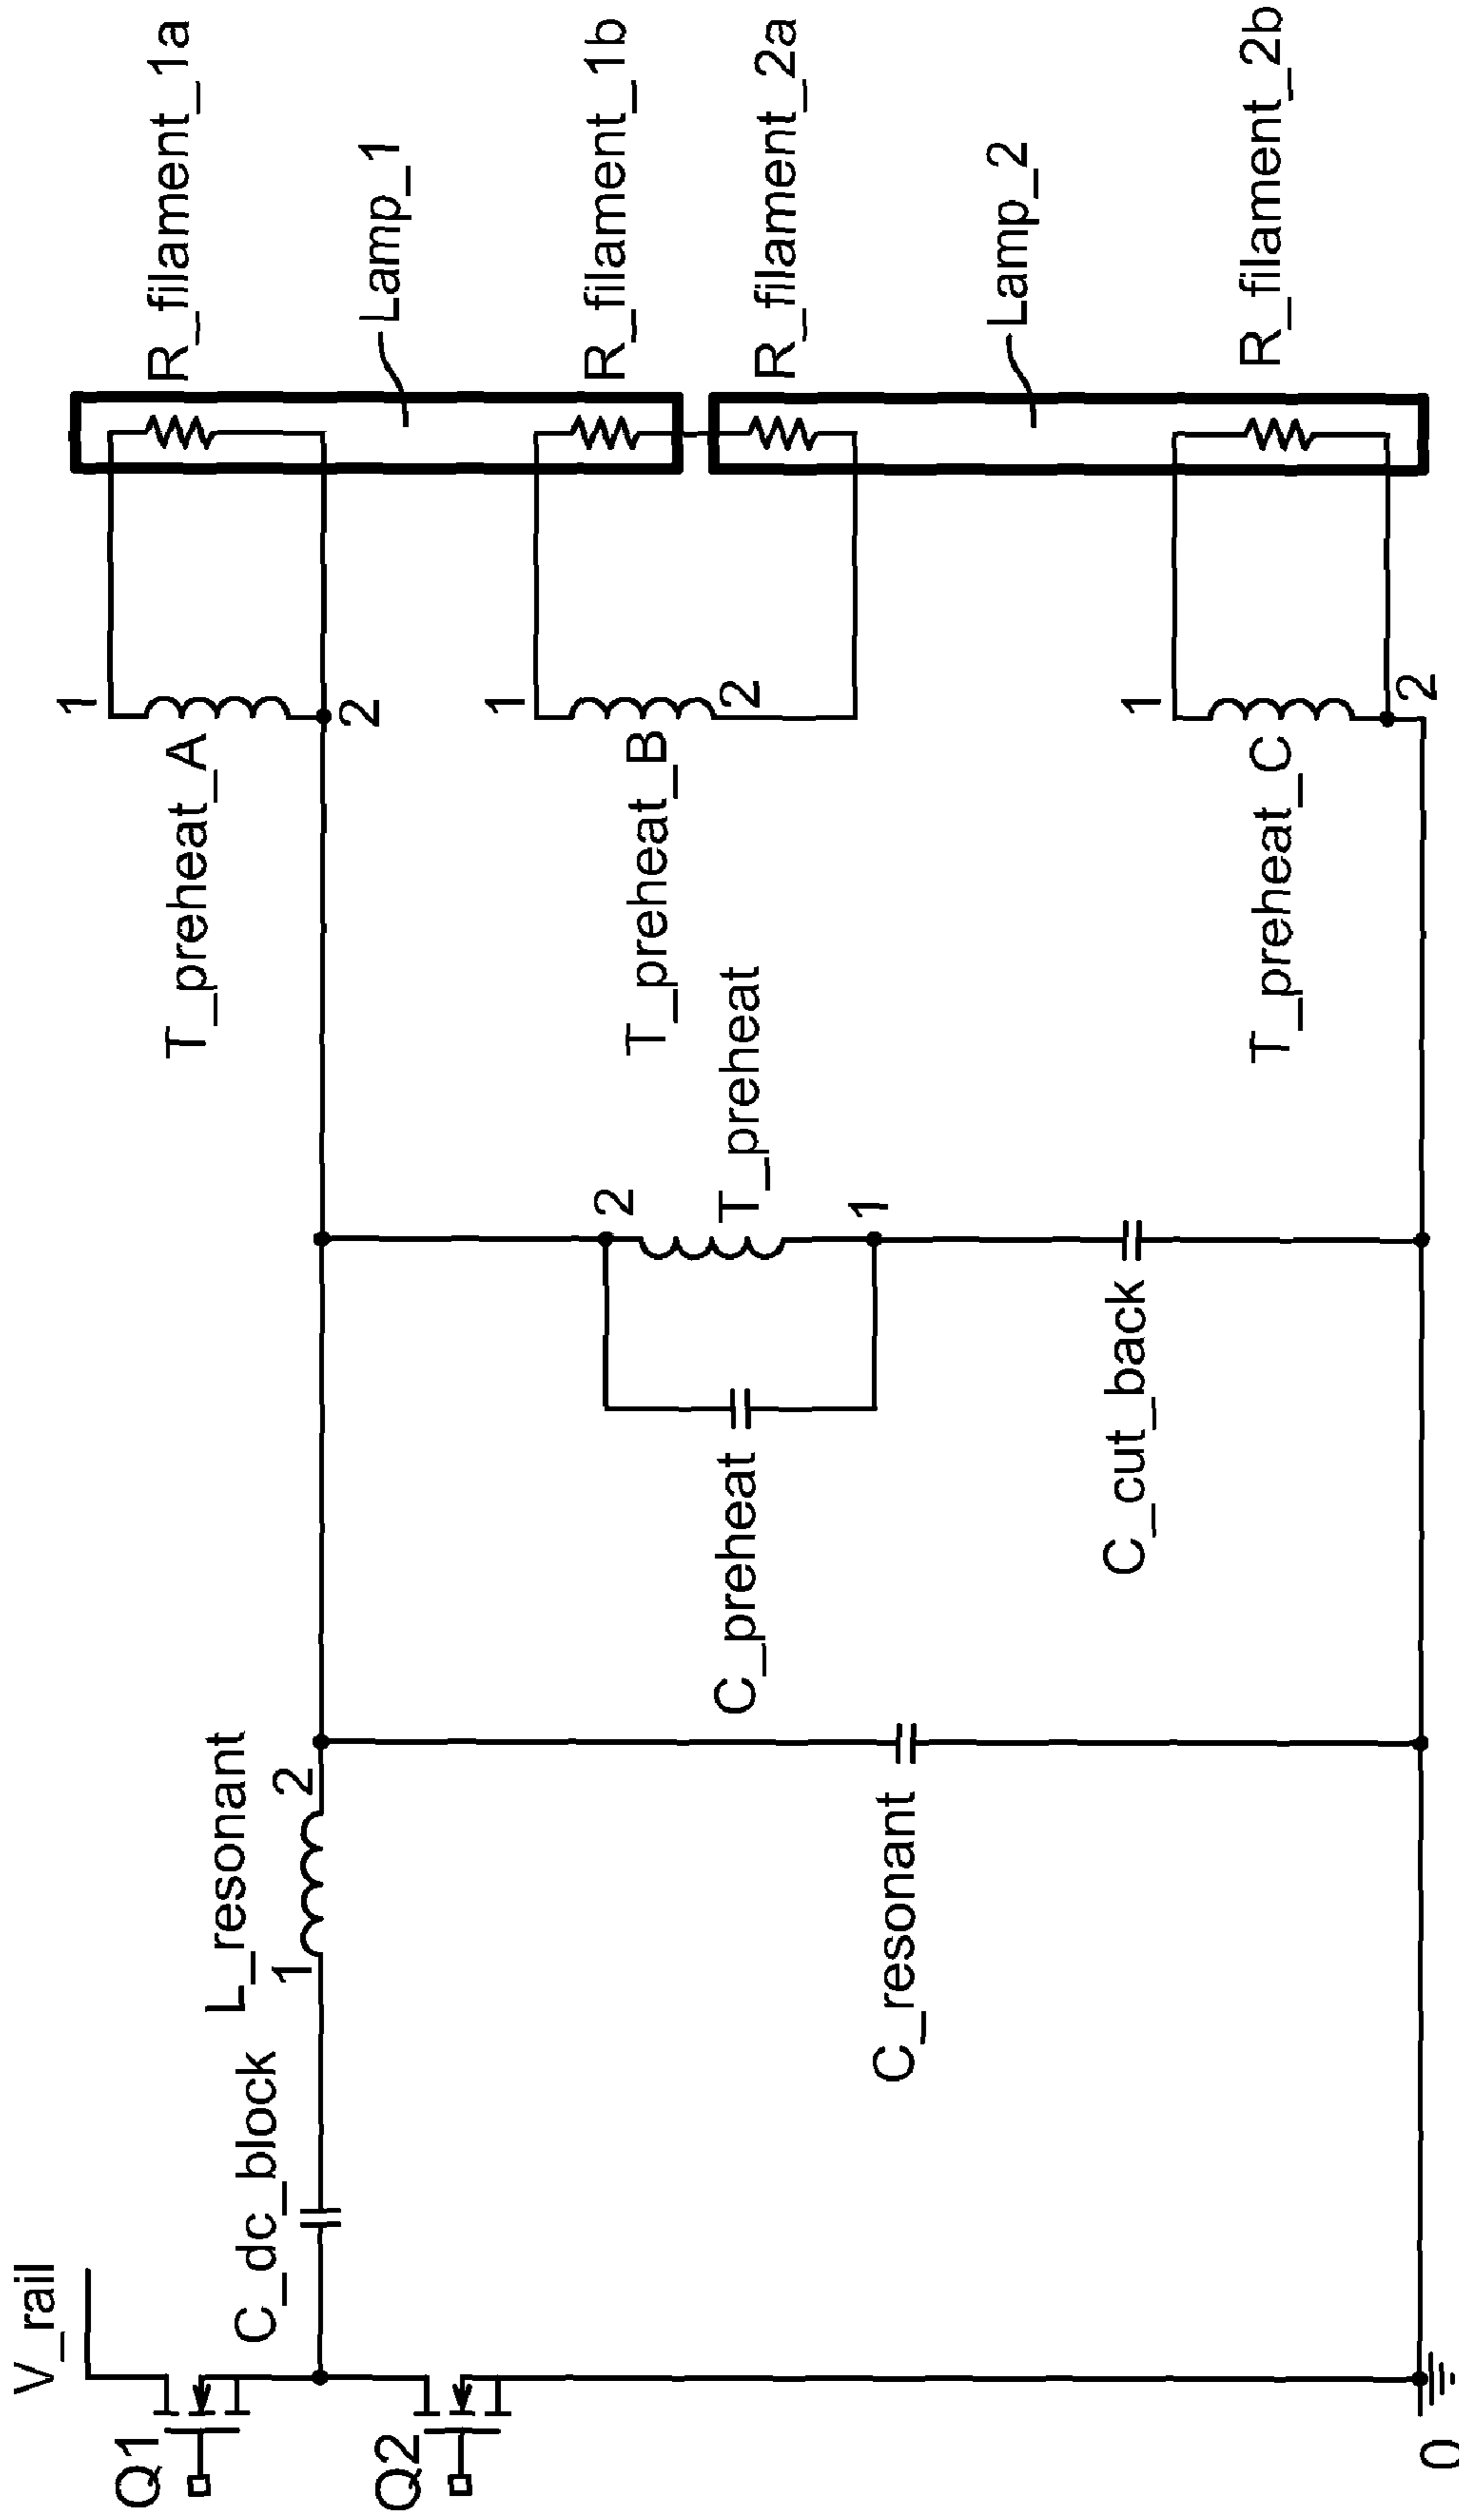 V_rail
Q1
Q2
C_dc_block
L_resonant
1
2
C_resonant
C_preheat
2
T_preheat
1
C_cut_back
T_preheat_A
1
2
T_preheat_B
1
2
T_preheat_C
1
2
R_filament_1a
Lamp_1
R_filament_1b
R_filament_2a
Lamp_2
R_filament_2b
0